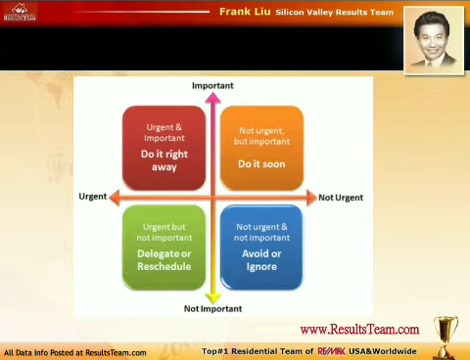 Frank Liu Silicon Valley Results Team
RESULTS TEAM
Important
Urgent &
Important
Do it right
away
Not urgent,
but important
Do it soon
Urgent
Not Urgent
Urgent but
not important
Delegate or
Reschedule
Not urgent &
not important
Avoid or
Ignore
Not Important
www.ResultsTeam.com
All Data Info Posted at ResultsTeam.com
Top#1 Residential Team of RE/MAX USA&Worldwide